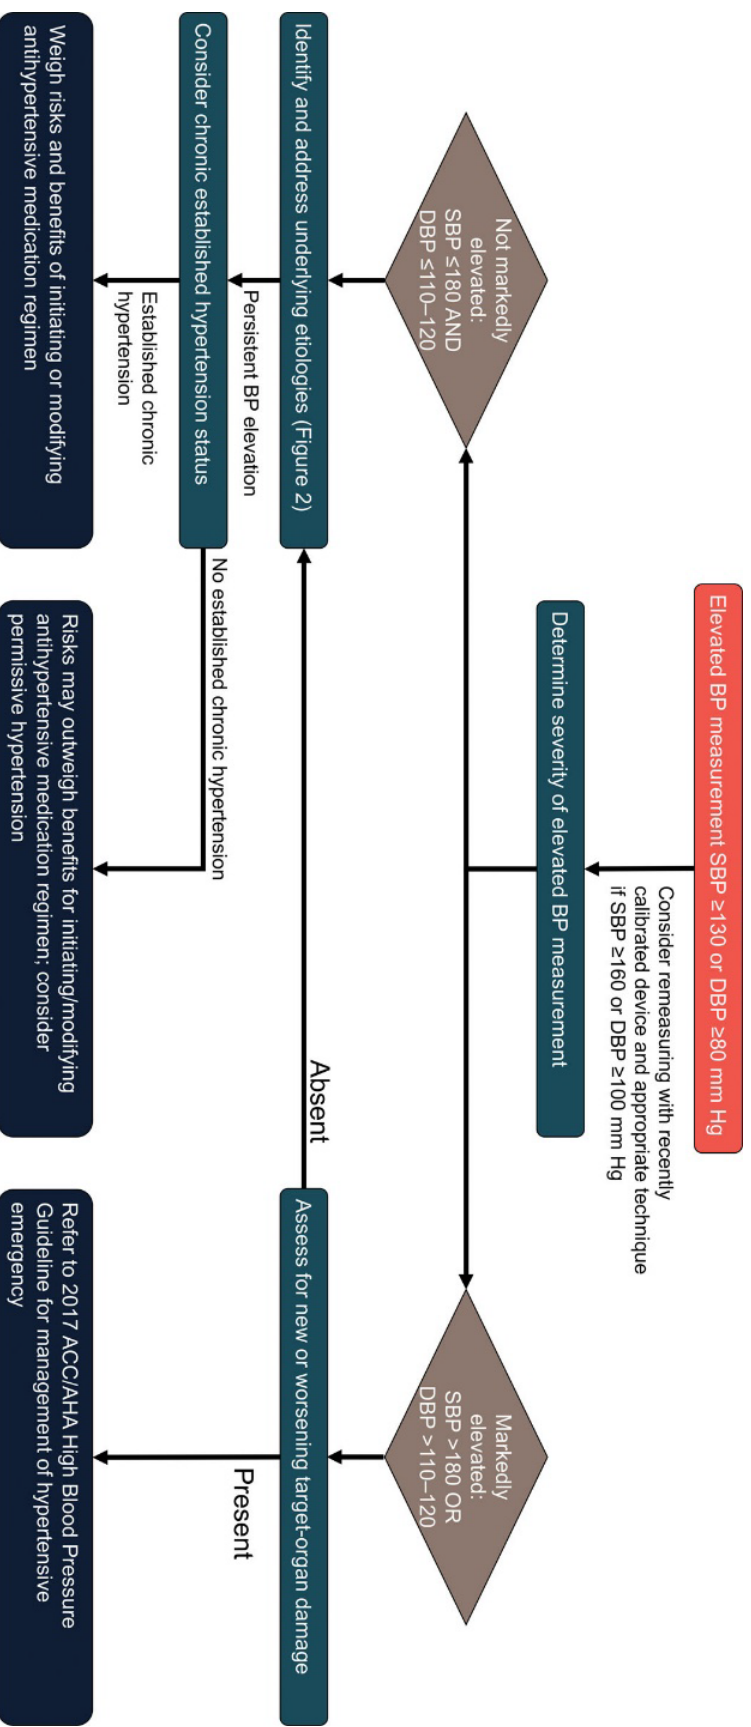 Elevated BP measurement SBP ≥130 or DBP ≥80 mm Hg
Consider remeasuring with recently
calibrated device and appropriate technique
if SBP ≥160 or DBP ≥100 mm Hg
Determine severity of elevated BP measurement
Not markedly
elevated:
SBP ≤180 AND
DBP ≤110–120
Markedly
elevated:
SBP >180 OR
DBP >110–120
Identify and address underlying etiologies (Figure 2)
Absent
Assess for new or worsening target-organ damage
Persistent BP elevation
Present
Consider chronic established hypertension status
No established chronic hypertension
Established chronic
hypertension
Weigh risks and benefits of initiating or modifying
antihypertensive medication regimen
Risks may outweigh benefits for initiating/modifying
antihypertensive medication regimen; consider
permissive hypertension
Refer to 2017 ACC/AHA High Blood Pressure
Guideline for management of hypertensive
emergency